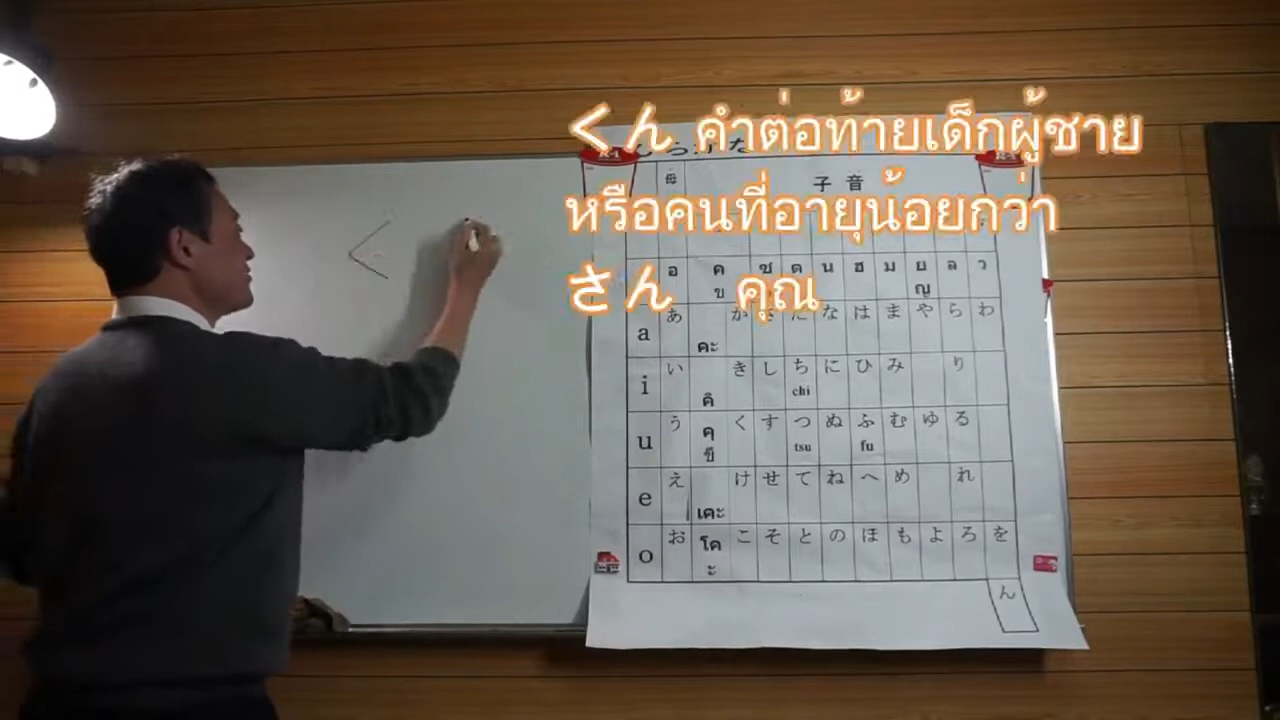 くん คำต่อท้ายเด็กผู้ชาย
หรือคนที่อายุน้อยกว่า
さん คุณ
く
母 子音
อ ค ซ ต น ฮ ม ย ล ว
ข ญ
a あ か な は ま や ら わ
คะ
i い き し ち に ひ み り
คิ chi
u う คุ く す つ ぬ ふ む ゆ る
tsu fu
e え け せ て ね へ め れ
เคะ
o お โคะ こ そ と の ほ も よ ろ を
ん